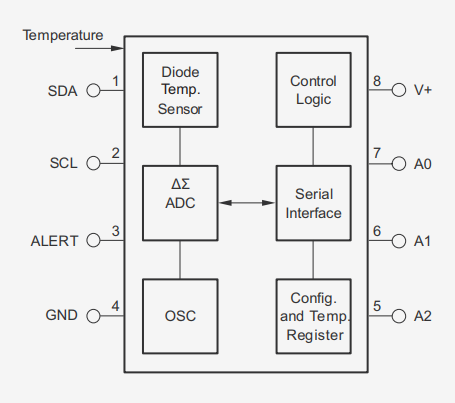 Temperature
SDA
1
SCL
2
ALERT
3
GND
4
Diode
Temp.
Sensor
ΔΣ
ADC
OSC
Control
Logic
Serial
Interface
Config.
and Temp.
Register
8
V+
7
A0
6
A1
5
A2